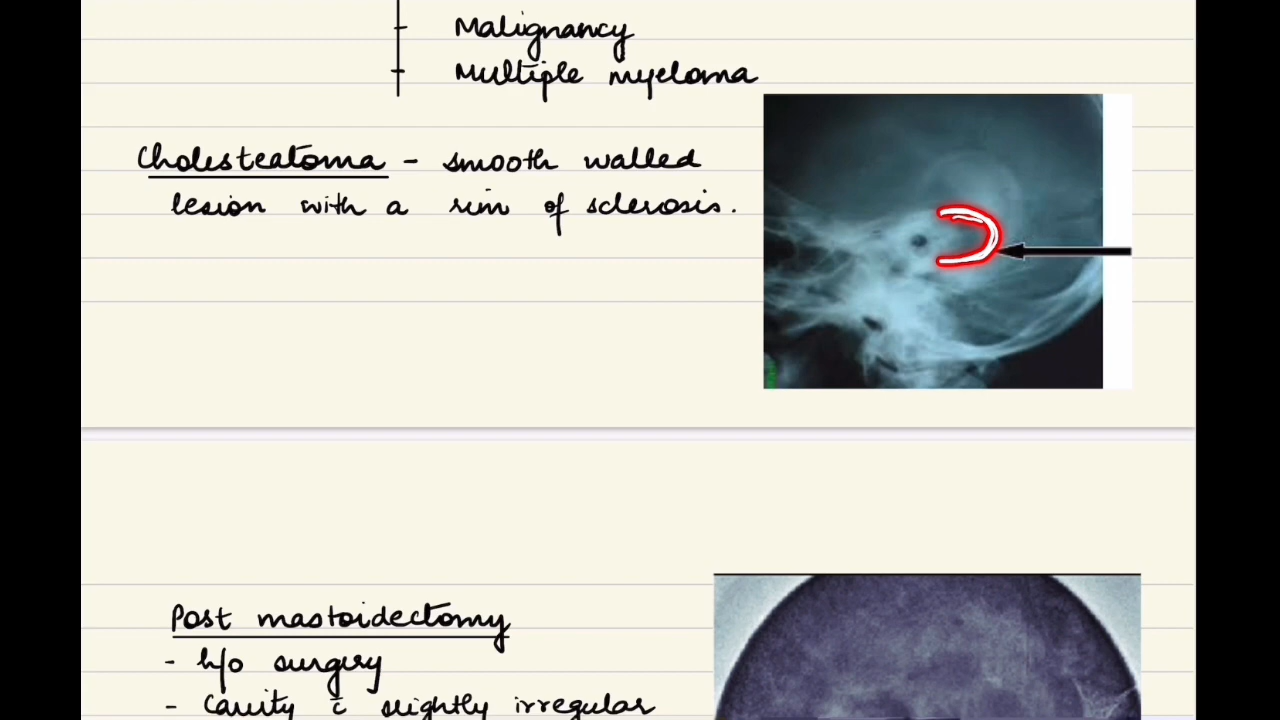 Malignancy
Multiple myeloma
Cholesteatoma - smooth walled
lesion with a rim of sclerosis.
Post mastoidectomy
- h/o surgery
- Cavity c̄ slightly irregular